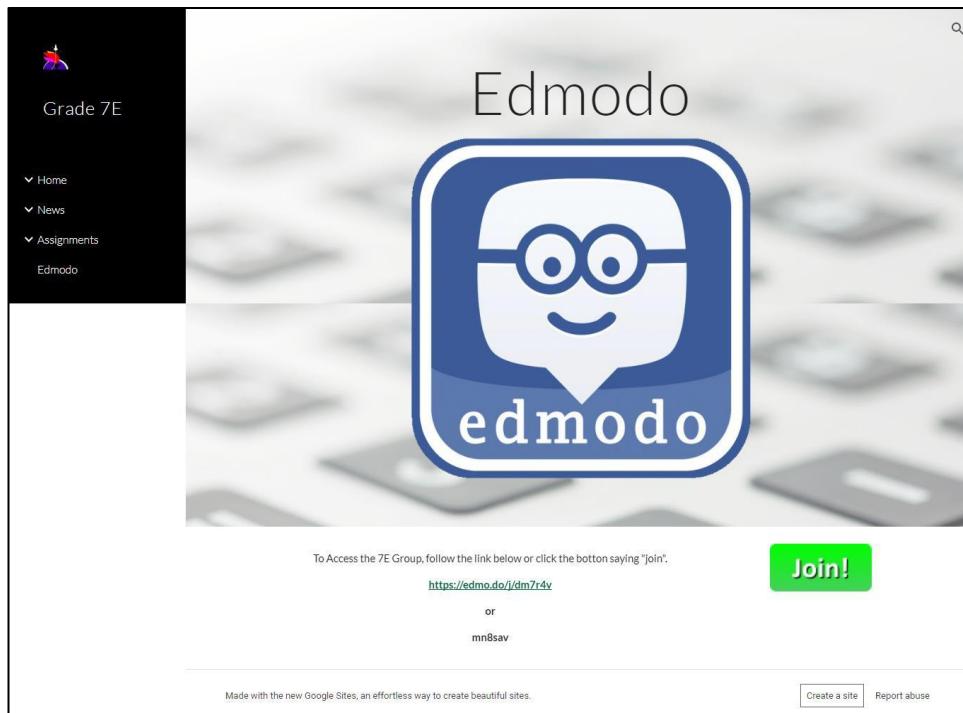 Grade 7E
Home
News
Assignments
Edmodo
Edmodo
edmodo
To Access the 7E Group, follow the link below or click the botton saying "join".
https://edmo.do/j/dm7r4v
or
mn8sav
Join!
Made with the new Google Sites, an effortless way to create beautiful sites.
Create a site
Report abuse